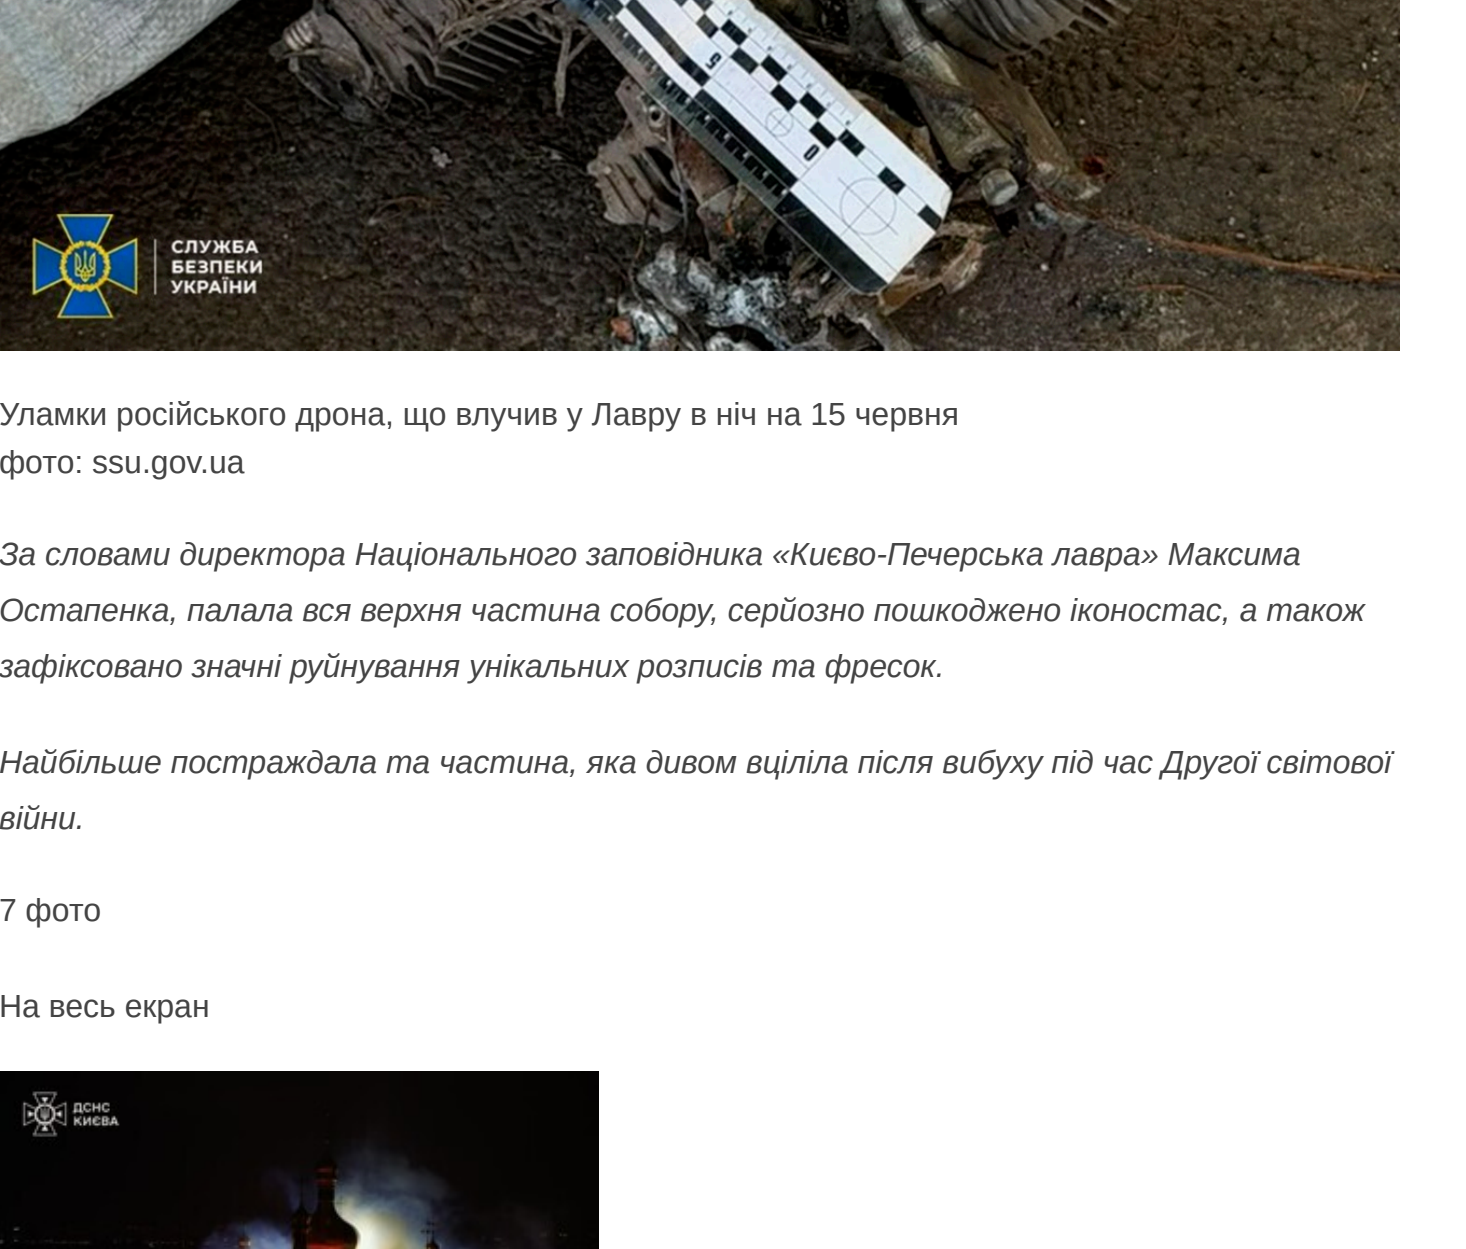 5
0
СЛУЖБА
БЕЗПЕКИ
УКРАЇНИ
Уламки російського дрона, що влучив у Лавру в ніч на 15 червня
фото: ssu.gov.ua
За словами директора Національного заповідника «Києво-Печерська лавра» Максима
Остапенка, палала вся верхня частина собору, серйозно пошкоджено іконостас, а також
зафіксовано значні руйнування унікальних розписів та фресок.
Найбільше постраждала та частина, яка дивом вціліла після вибуху під час Другої світової
війни.
7 фото
На весь екран
ДСНС
КИЄВА